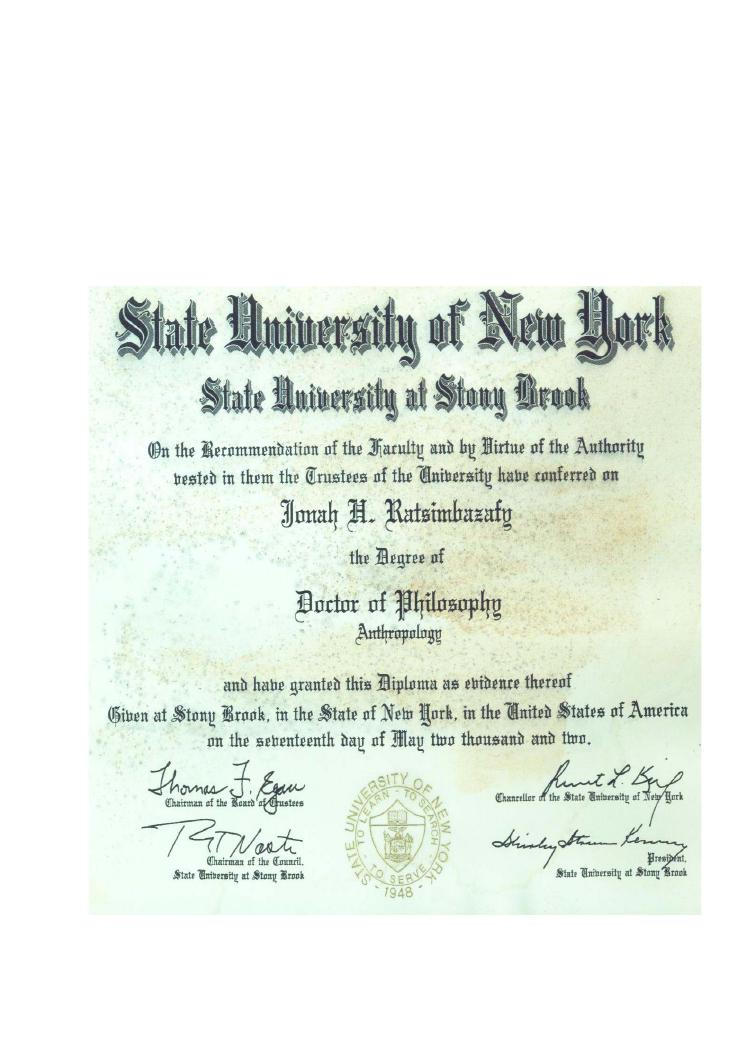 State University of New York
State University at Stony Brook
On the Recommendation of the Faculty and by Virtue of the Authority
vested in them the Trustees of the University have conferred on
Jonah H. Ratsimbazafy
the Degree of
Doctor of Philosophy
Anthropology
and have granted this Diploma as evidence thereof
Given at Stony Brook, in the State of New York, in the United States of America
on the seventeenth day of May two thousand and two.
Thomas F. Egan
Chairman of the Board of Trustees
Chairman of the Council,
State University at Stony Brook
STATE UNIVERSITY OF NEW YORK
TO LEARN - TO SEARCH - TO SERVE
- 1948 -
Chancellor of the State University of New York
President,
State University at Stony Brook